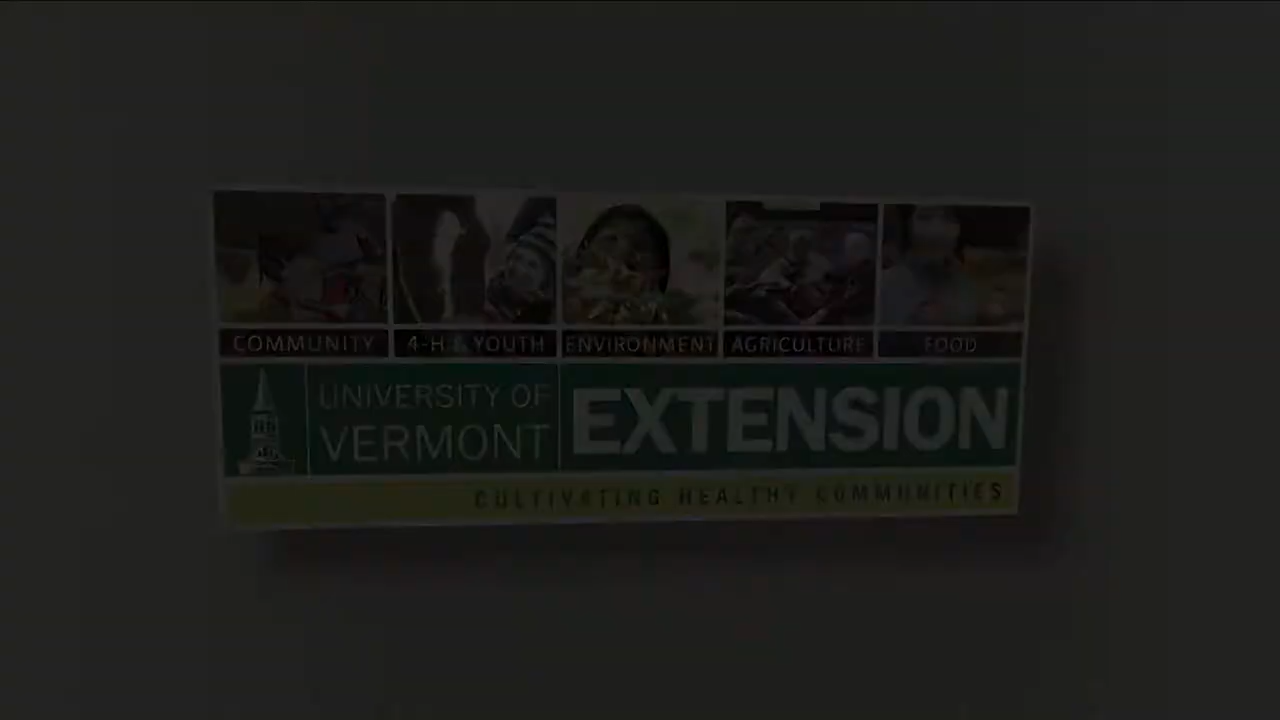 COMMUNITY 4-H & YOUTH ENVIRONMENT AGRICULTURE FOOD
UNIVERSITY OF
VERMONT
EXTENSION
CULTIVATING HEALTHY COMMUNITIES